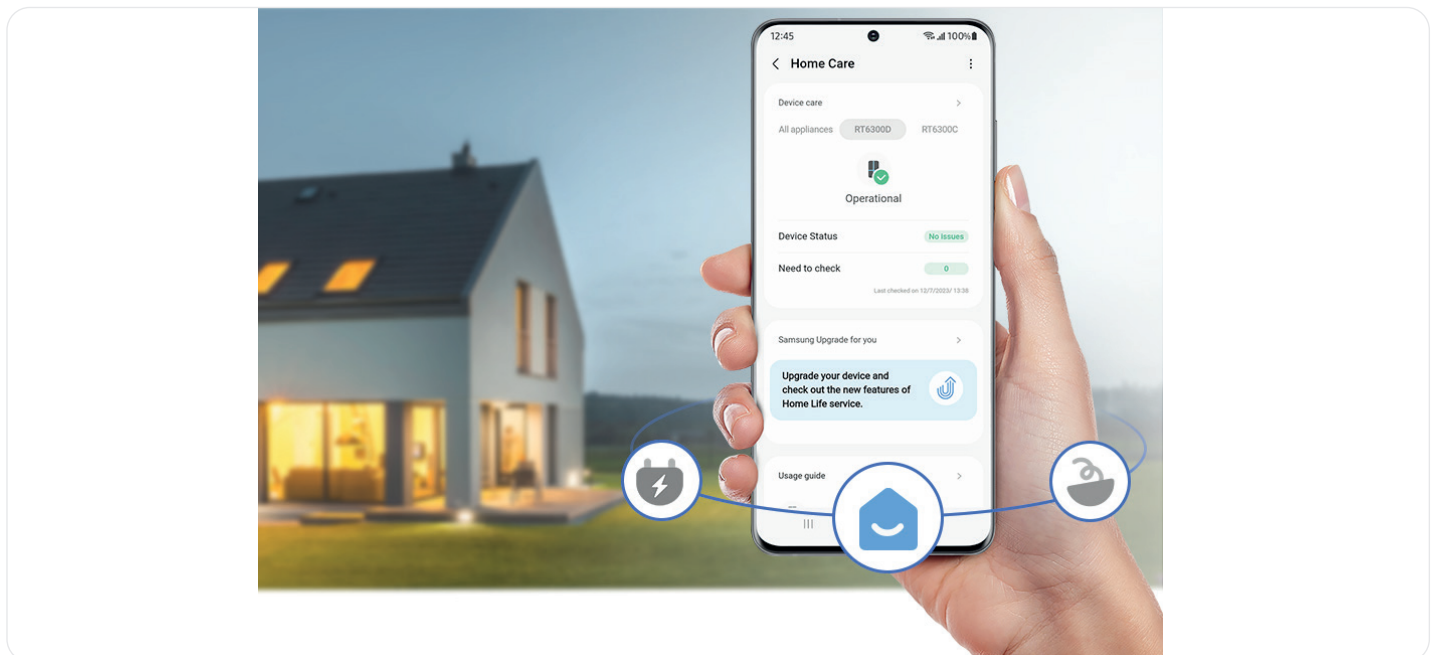 12:45 100%
Home Care
Device care
All appliances RT6300D RT6300C
Operational
Device Status No issues
Need to check 0
Last checked on 12/7/2023/ 13:38
Samsung Upgrade for you
Upgrade your device and
check out the new features of
Home Life service.
Usage guide